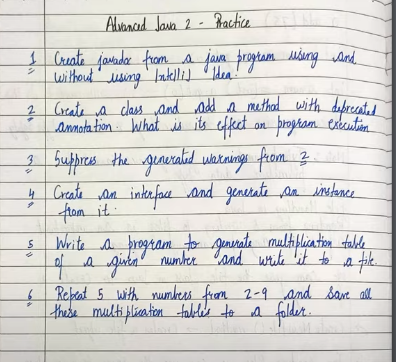 Advanced Java 2 - Practice
1 Create javadoc from a java program using and
without using IntelliJ Idea.
2 Create a class and add a method with deprecated
annotation. What is its effect on program execution
3 Suppress the generated warnings from 2
4 Create an interface and generate an instance
from it.
5 Write a program to generate multiplication table
of a given number and write it to a file.
6 Repeat 5 with numbers from 2-9 and save all
these multiplication tables to a folder.